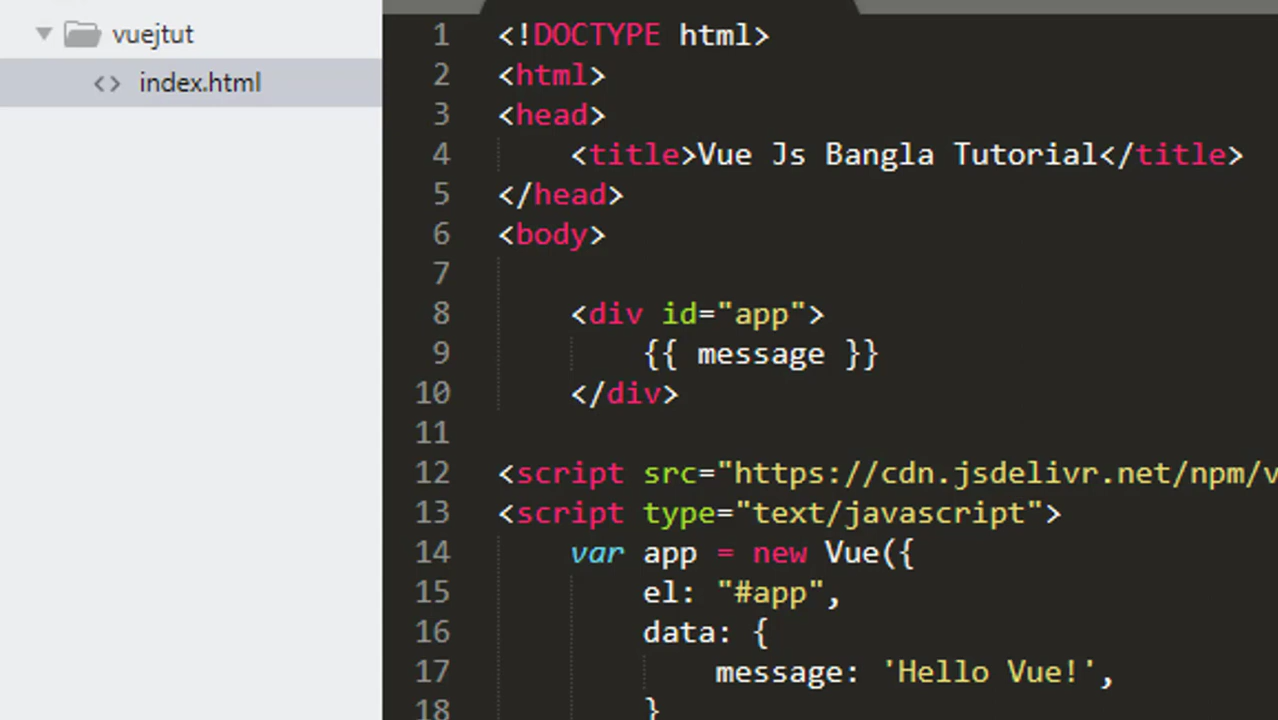 vuejtut
<> index.html
1 <!DOCTYPE html>
2 <html>
3 <head>
4 <title>Vue Js Bangla Tutorial</title>
5 </head>
6 <body>
7
8 <div id="app">
9 {{ message }}
10 </div>
11
12 <script src="https://cdn.jsdelivr.net/npm/v
13 <script type="text/javascript">
14 var app = new Vue({
15 el: "#app",
16 data: {
17 message: 'Hello Vue!',
18 }